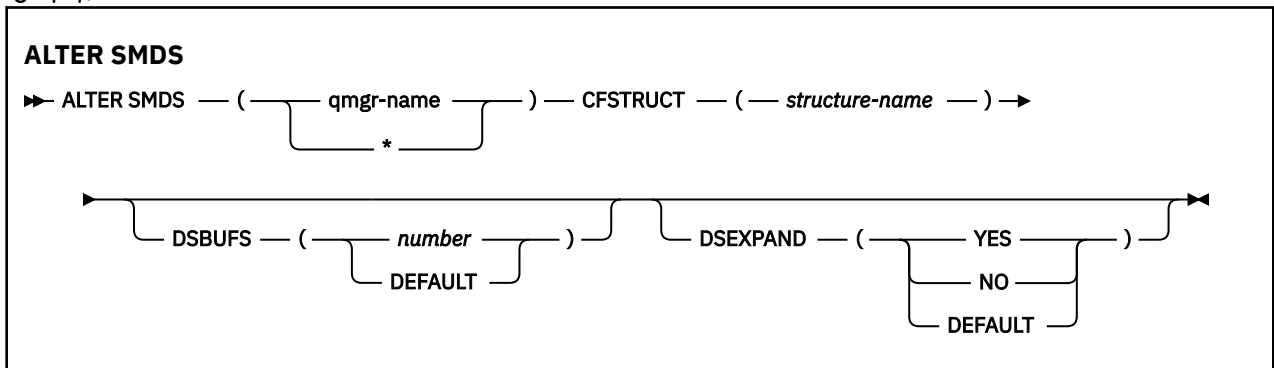 ALTER SMDS
ALTER SMDS ( qmgr-name ) CFSTRUCT ( structure-name )
*
DSBUFS ( number ) DSEXPAND ( YES )
DEFAULT NO
DEFAULT